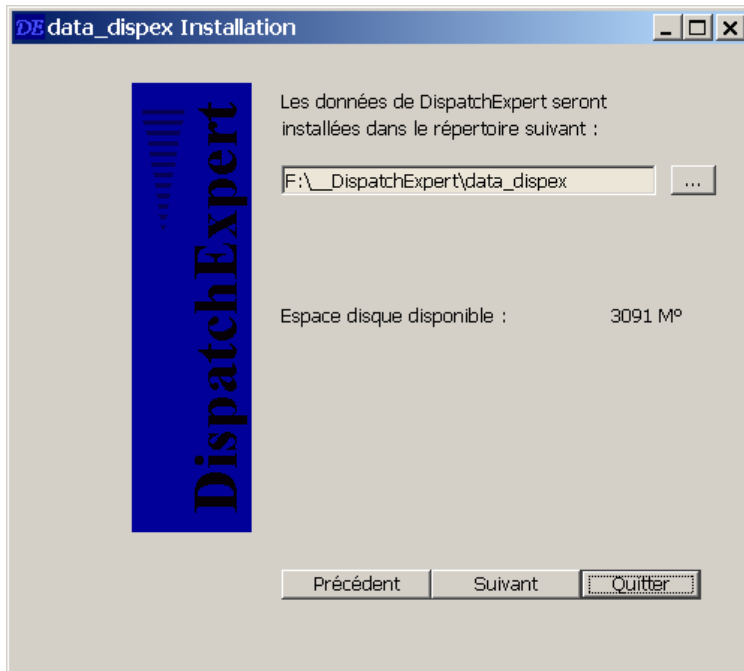 DE data_dispex Installation
DispatchExpert
Les données de DispatchExpert seront
installées dans le répertoire suivant :
F:\__DispatchExpert\data_dispex
...
Espace disque disponible :
3091 Mº
Précédent
Suivant
Quitter